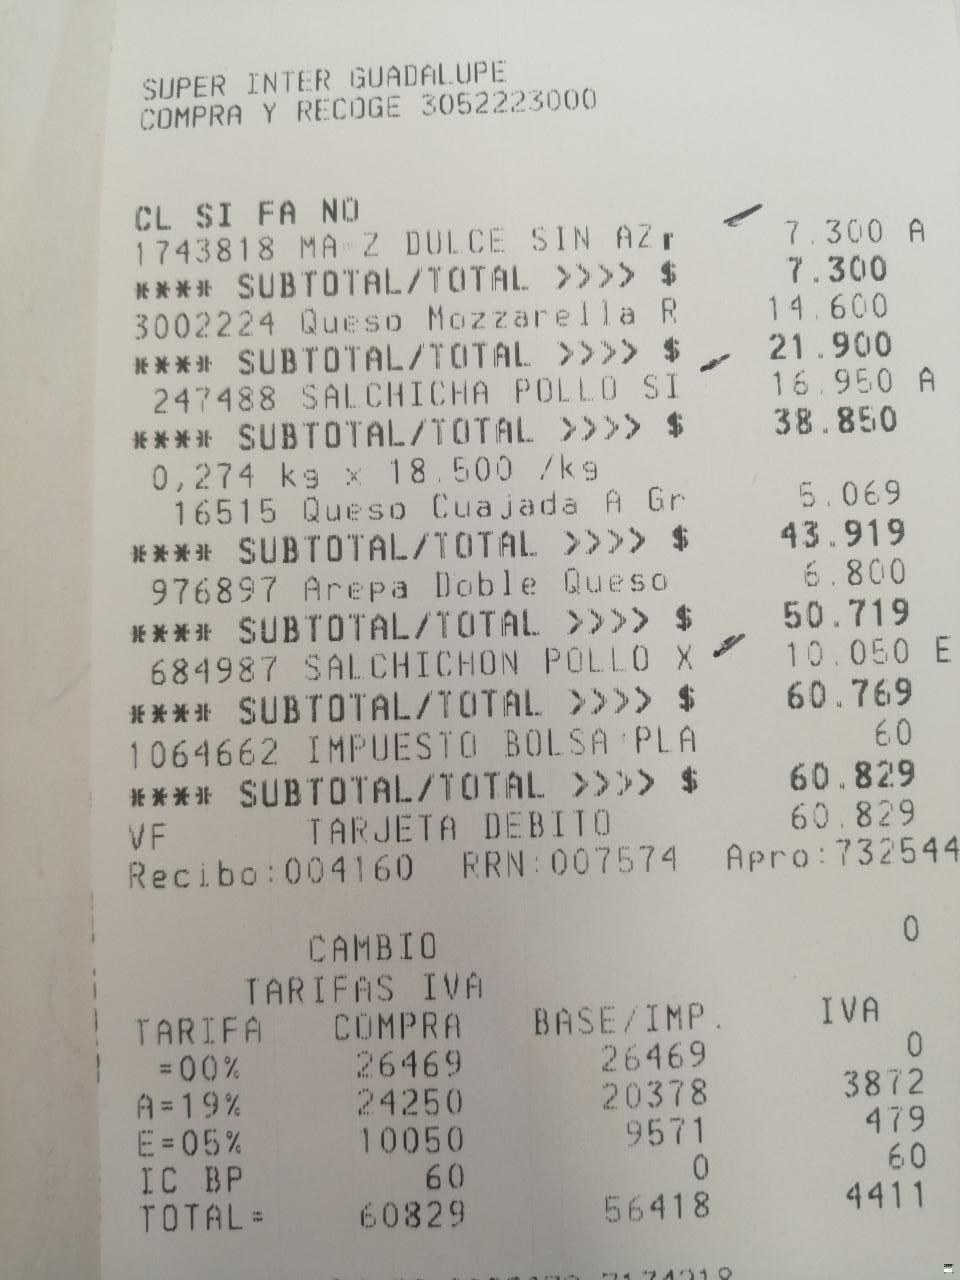 SUPER INTER GUADALUPE
COMPRA Y RECOGE 3052223000
CL SI FA NO
1743818 MA Z DULCE SIN AZr 7.300 A
**** SUBTOTAL/TOTAL >>>> $ 7.300
3002224 Queso Mozzarella R 14.600
**** SUBTOTAL/TOTAL >>>> $ 21.900
247488 SALCHICHA POLLO SI 16.950 A
**** SUBTOTAL/TOTAL >>>> $ 38.850
0,274 kg x 18.500 /kg
16515 Queso Cuajada A Gr 5.069
**** SUBTOTAL/TOTAL >>>> $ 43.919
976897 Arepa Doble Queso 6.800
**** SUBTOTAL/TOTAL >>>> $ 50.719
684987 SALCHICHON POLLO X 10.050 E
**** SUBTOTAL/TOTAL >>>> $ 60.769
1064662 IMPUESTO BOLSA PLA 60
**** SUBTOTAL/TOTAL >>>> $ 60.829
VF TARJETA DEBITO 60.829
Recibo:004160 RRN:007574 Apro:732544
CAMBIO 0
TARIFAS IVA
TARIFA COMPRA BASE/IMP. IVA
=00% 26469 26469 0
A=19% 24250 20378 3872
E=05% 10050 9571 479
IC BP 60 0 60
TOTAL= 60829 56418 4411